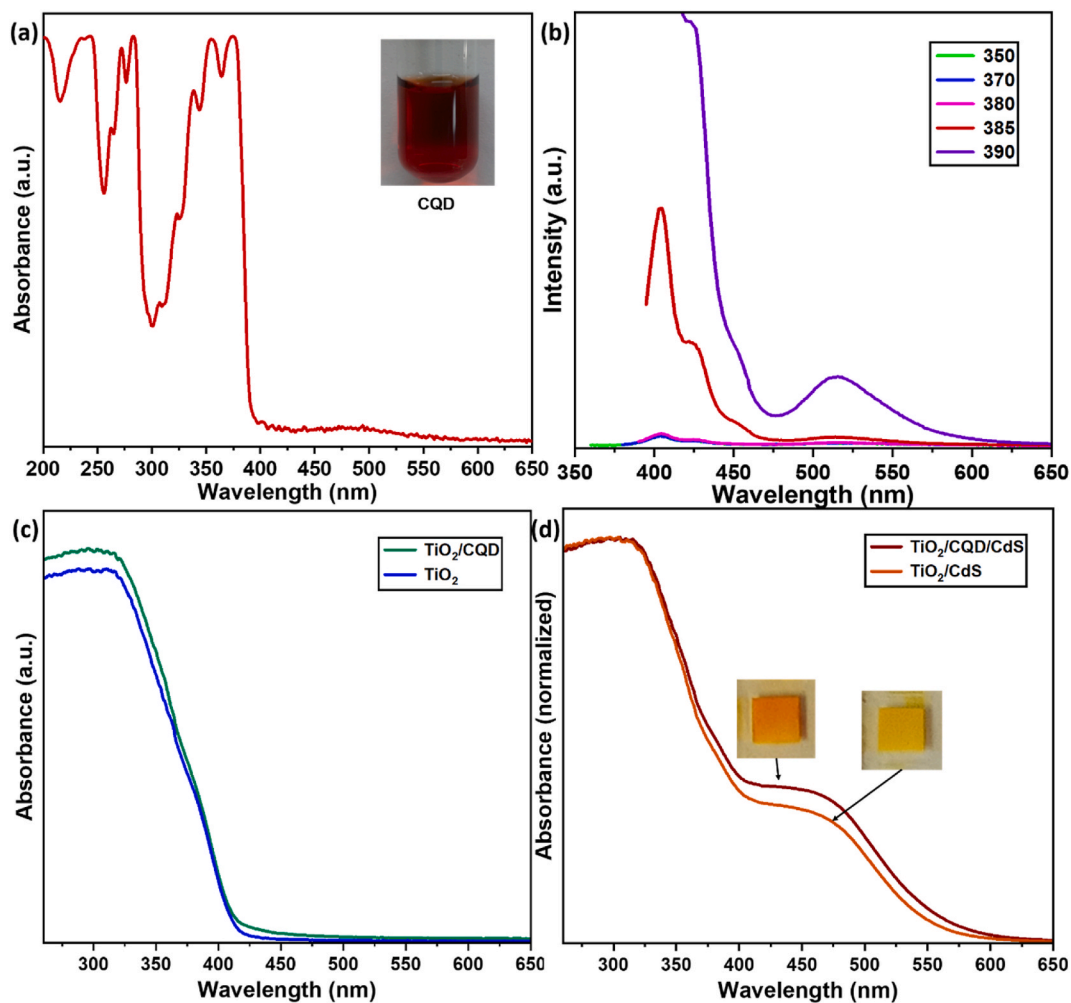 (a)
CQD
Absorbance (a.u.)
200 250 300 350 400 450 500 550 600 650
Wavelength (nm)
(b)
350
370
380
385
390
Intensity (a.u.)
350 400 450 500 550 600 650
Wavelength (nm)
(c)
TiO₂/CQD
TiO₂
Absorbance (a.u.)
300 350 400 450 500 550 600 650
Wavelength (nm)
(d)
TiO₂/CQD/CdS
TiO₂/CdS
Absorbance (normalized)
300 350 400 450 500 550 600 650
Wavelength (nm)